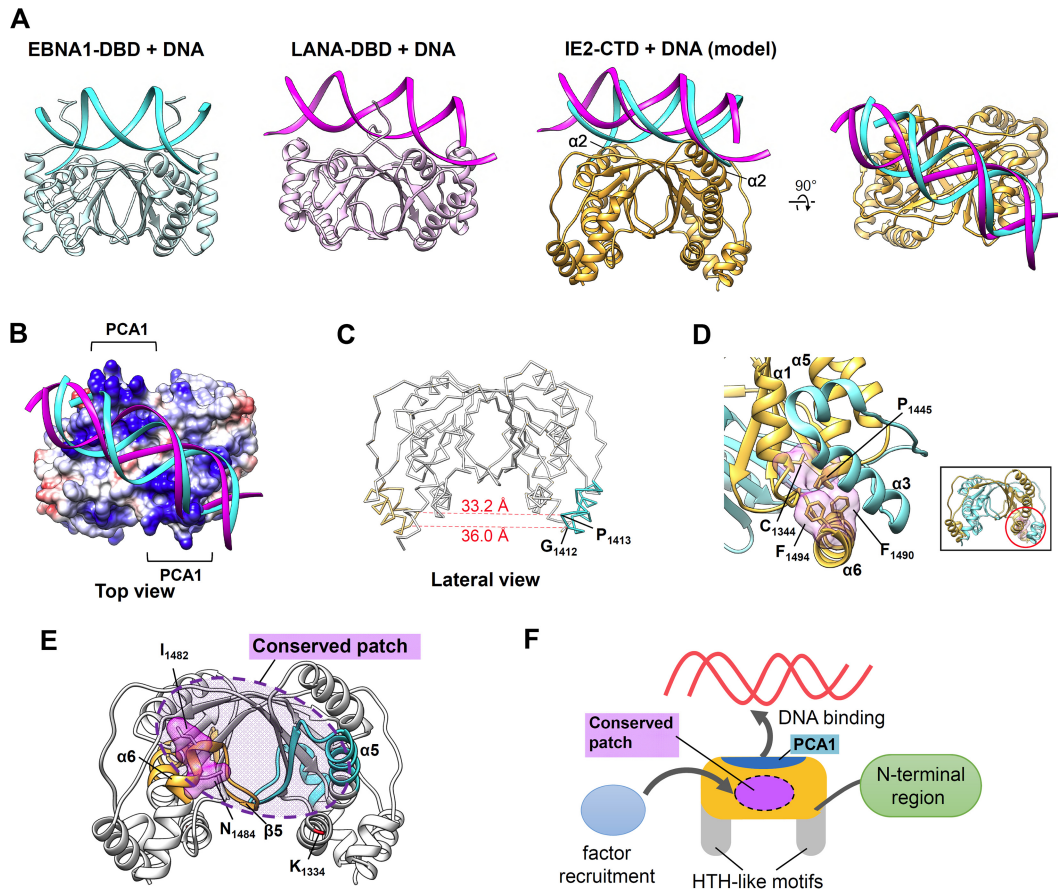 A
EBNA1-DBD + DNA
LANA-DBD + DNA
IE2-CTD + DNA (model)
α2
α2
90°
B
PCA1
PCA1
Top view
C
33.2 Å
36.0 Å
G1412
P1413
Lateral view
D
α1
α5
P1445
α3
C1344
F1494
F1490
α6
E
Conserved patch
I1482
α6
α5
N1484
β5
K1334
F
DNA binding
Conserved
patch
PCA1
N-terminal
region
factor
recruitment
HTH-like motifs